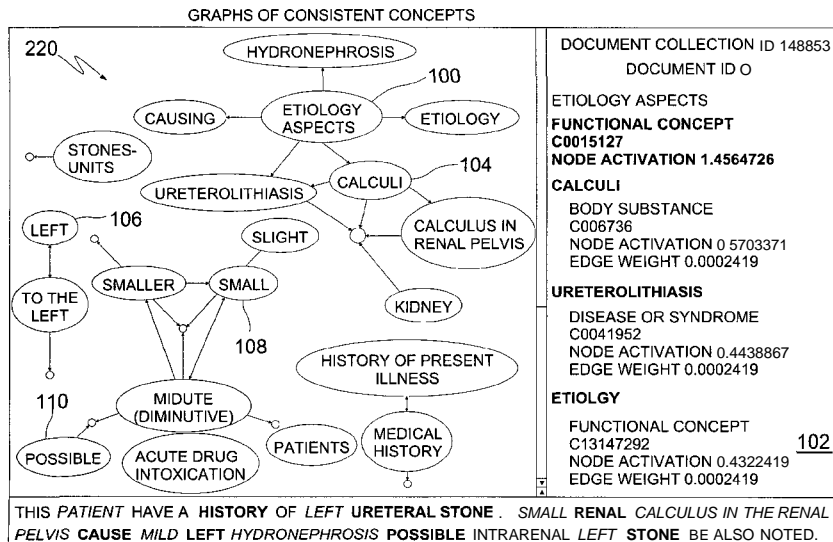 GRAPHS OF CONSISTENT CONCEPTS
220
HYDRONEPHROSIS
100
CAUSING
ETIOLOGY
ASPECTS
ETIOLOGY
STONES-
UNITS
104
URETEROLITHIASIS
CALCULI
106
LEFT
SLIGHT
CALCULUS IN
RENAL PELVIS
SMALLER
SMALL
TO THE
LEFT
KIDNEY
108
HISTORY OF PRESENT
ILLNESS
110
MIDUTE
(DIMINUTIVE)
POSSIBLE
PATIENTS
MEDICAL
HISTORY
ACUTE DRUG
INTOXICATION
DOCUMENT COLLECTION ID 148853
DOCUMENT ID O
ETIOLOGY ASPECTS
FUNCTIONAL CONCEPT
C0015127
NODE ACTIVATION 1.4564726
CALCULI
BODY SUBSTANCE
C006736
NODE ACTIVATION 0 5703371
EDGE WEIGHT 0.0002419
URETEROLITHIASIS
DISEASE OR SYNDROME
C0041952
NODE ACTIVATION 0.4438867
EDGE WEIGHT 0.0002419
ETIOLGY
FUNCTIONAL CONCEPT
C13147292
102
NODE ACTIVATION 0.4322419
EDGE WEIGHT 0.0002419
THIS PATIENT HAVE A HISTORY OF LEFT URETERAL STONE . SMALL RENAL CALCULUS IN THE RENAL
PELVIS CAUSE MILD LEFT HYDRONEPHROSIS POSSIBLE INTRARENAL LEFT STONE BE ALSO NOTED.